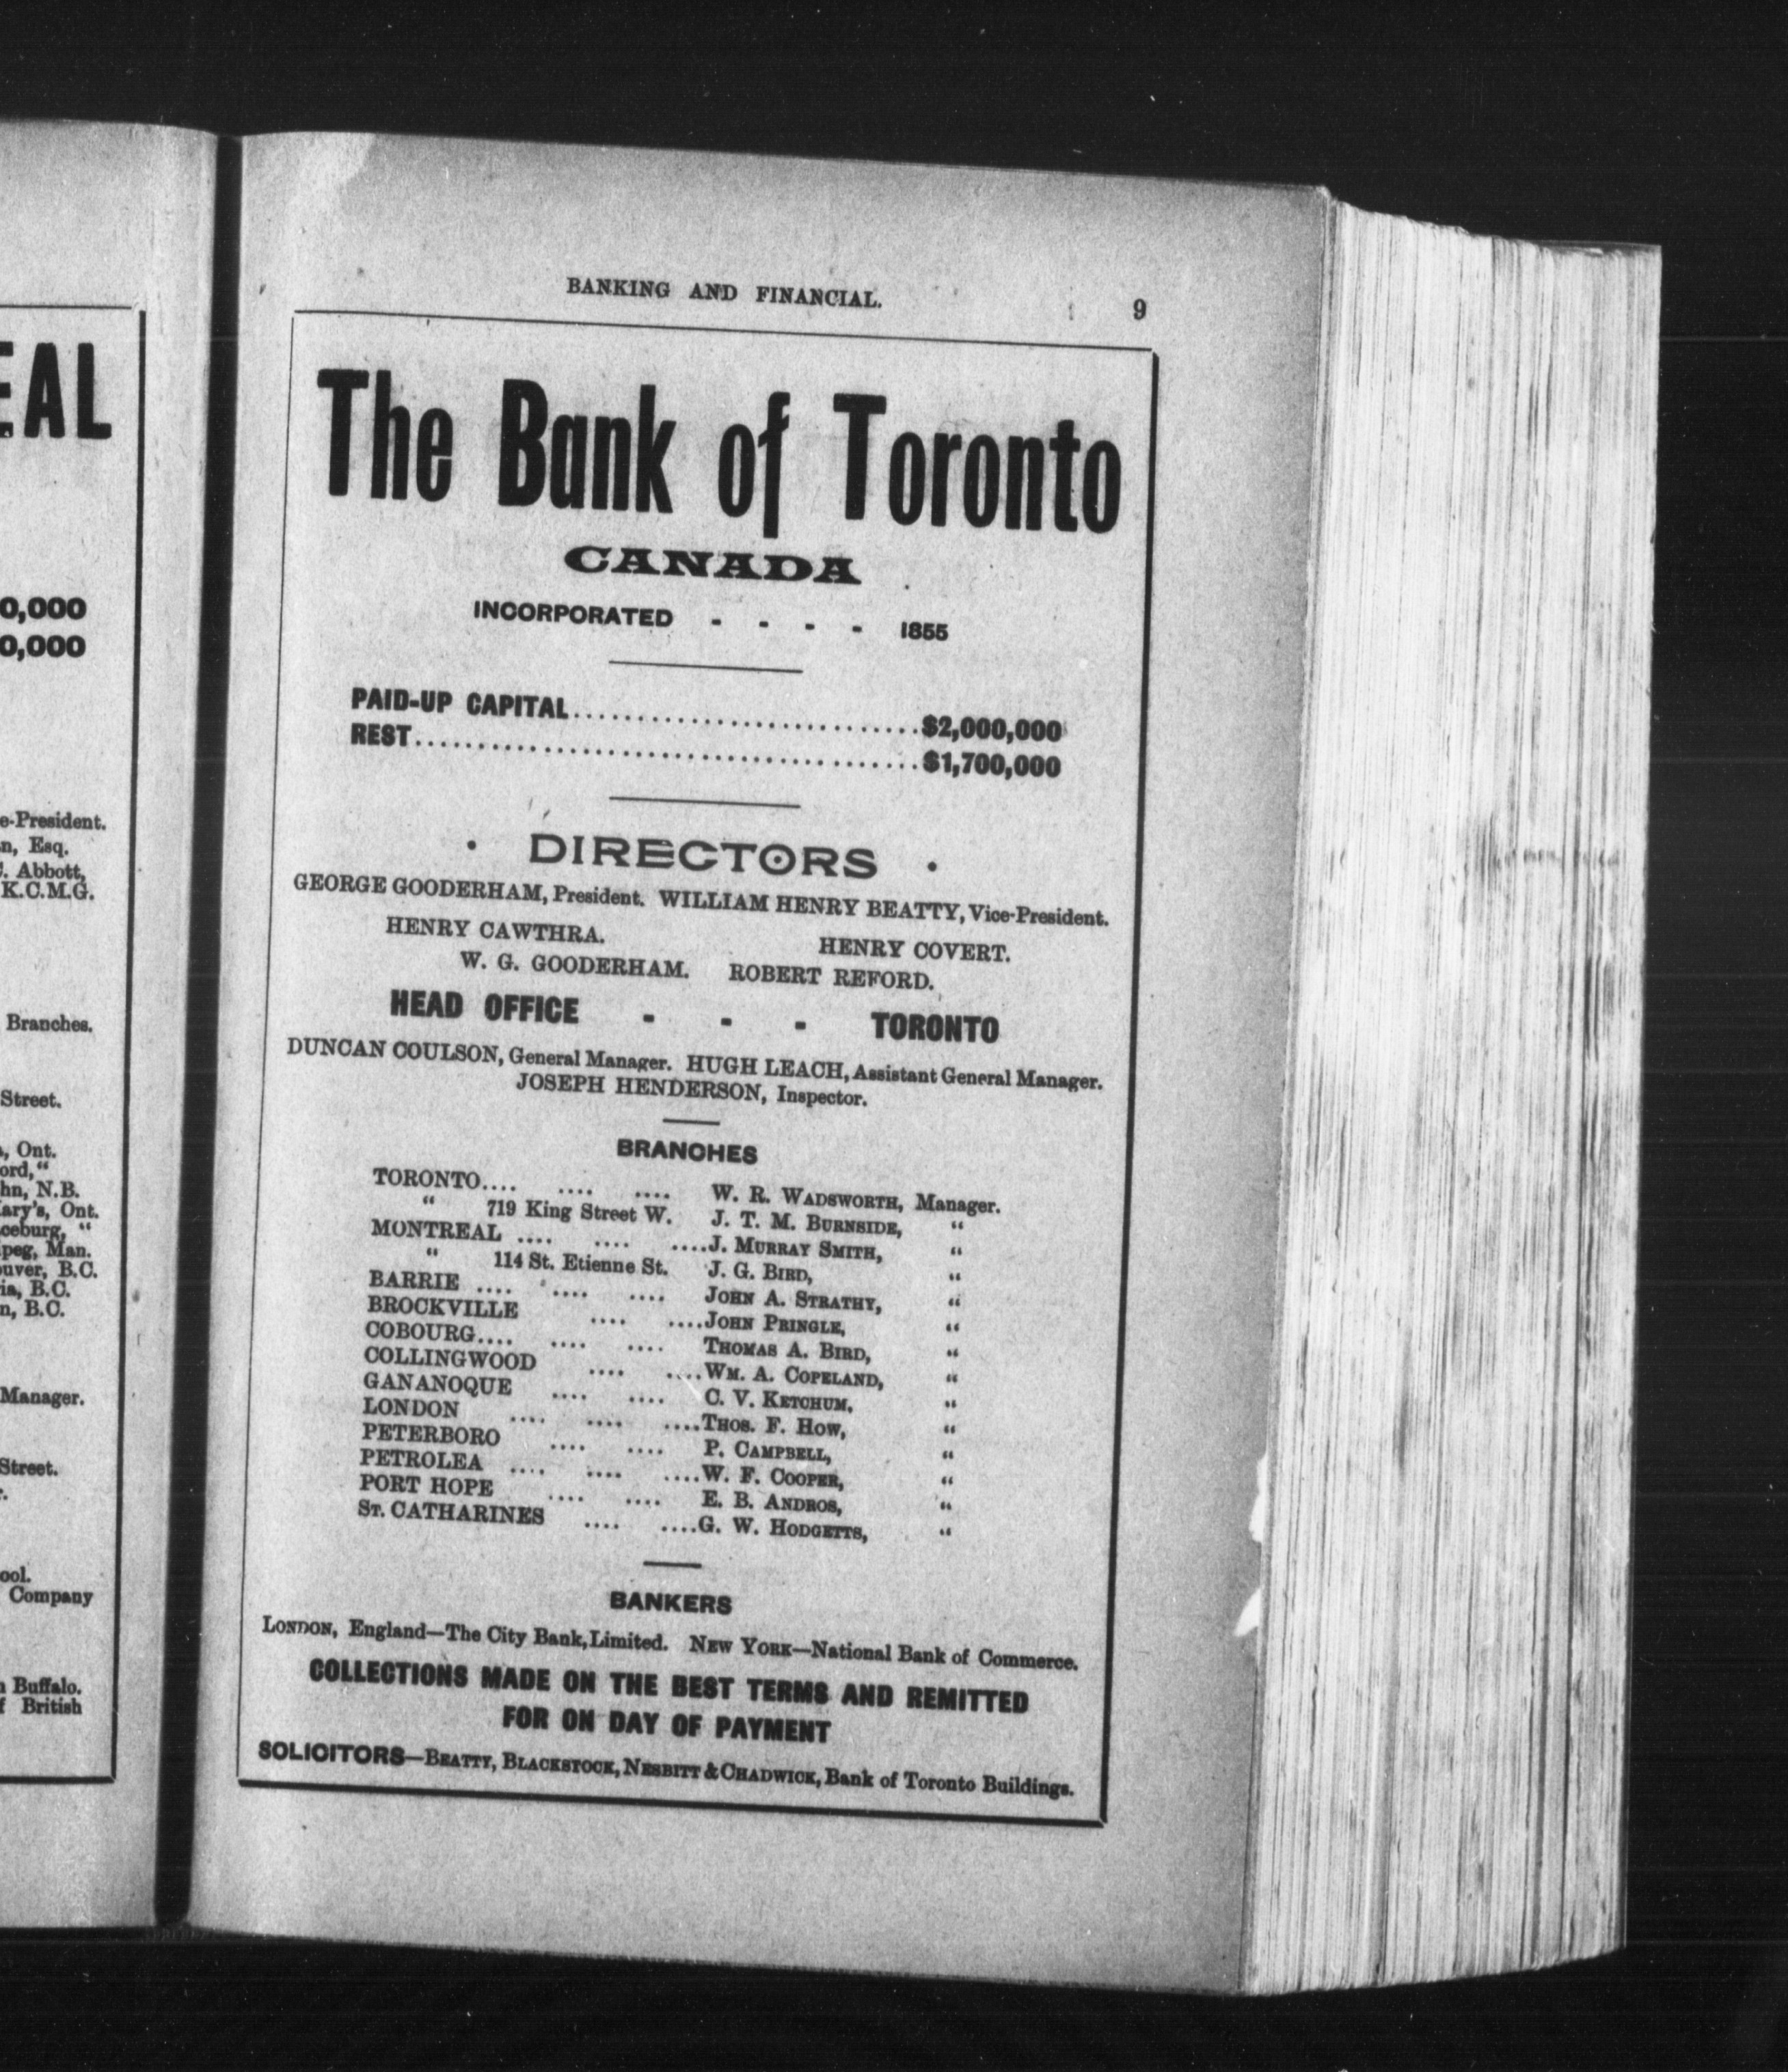 EAL
0,000
0,000
e-President.
n, Esq.
C. Abbott,
K.C.M.G.
Branches.
Street.
, Ont.
ord,"
hn, N.B.
ary's, Ont.
ceburg, "
ipeg, Man.
ouver, B.C.
ia, B.C.
n, B.C.
Manager.
Street.
ool.
Company
Buffalo.
f British
BANKING AND FINANCIAL. 9
The Bank of Toronto
CANADA
INCORPORATED - - - - 1855
PAID-UP CAPITAL..............................$2,000,000
REST..........................................$1,700,000
· DIRECTORS ·
GEORGE GOODERHAM, President. WILLIAM HENRY BEATTY, Vice-President.
HENRY CAWTHRA. HENRY COVERT.
W. G. GOODERHAM. ROBERT REFORD.
HEAD OFFICE - - - TORONTO
DUNCAN COULSON, General Manager. HUGH LEACH, Assistant General Manager.
JOSEPH HENDERSON, Inspector.
BRANCHES
TORONTO.... .... .... W. R. WADSWORTH, Manager.
" 719 King Street W. J. T. M. BURNSIDE, "
MONTREAL .... .... ....J. MURRAY SMITH, "
" 114 St. Etienne St. J. G. BIRD, "
BARRIE .... .... .... JOHN A. STRATHY, "
BROCKVILLE .... ....JOHN PRINGLE, "
COBOURG.... .... .... THOMAS A. BIRD, "
COLLINGWOOD .... ....WM. A. COPELAND, "
GANANOQUE .... .... C. V. KETCHUM, "
LONDON .... .... ....THOS. F. HOW, "
PETERBORO .... .... P. CAMPBELL, "
PETROLEA .... .... ....W. F. COOPER, "
PORT HOPE .... .... E. B. ANDROS, "
ST. CATHARINES .... ....G. W. HODGETTS, "
BANKERS
LONDON, England—The City Bank, Limited. NEW YORK—National Bank of Commerce.
COLLECTIONS MADE ON THE BEST TERMS AND REMITTED
FOR ON DAY OF PAYMENT
SOLICITORS—BEATTY, BLACKSTOCK, NESBITT & CHADWICK, Bank of Toronto Buildings.